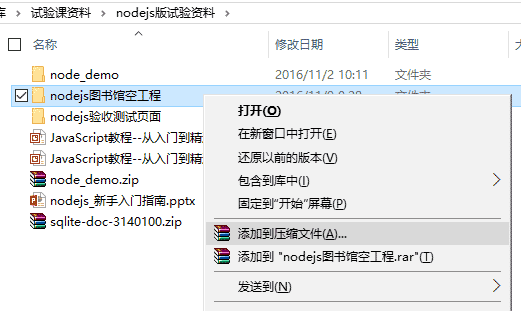 库 › 试验课资料 › nodejs版试验资料 ›
名称 修改日期 类型
node_demo 2016/11/2 10:11 文件夹
nodejs图书馆空工程
nodejs验收测试页面
JavaScript教程--从入门到精
JavaScript教程--从入门到精
node_demo.zip
nodejs_新手入门指南.pptx
sqlite-doc-3140100.zip
打开(O)
在新窗口中打开(E)
还原以前的版本(V)
包含到库中(I)
固定到“开始”屏幕(P)
添加到压缩文件(A)...
添加到 "nodejs图书馆空工程.rar"(T)
发送到(N)